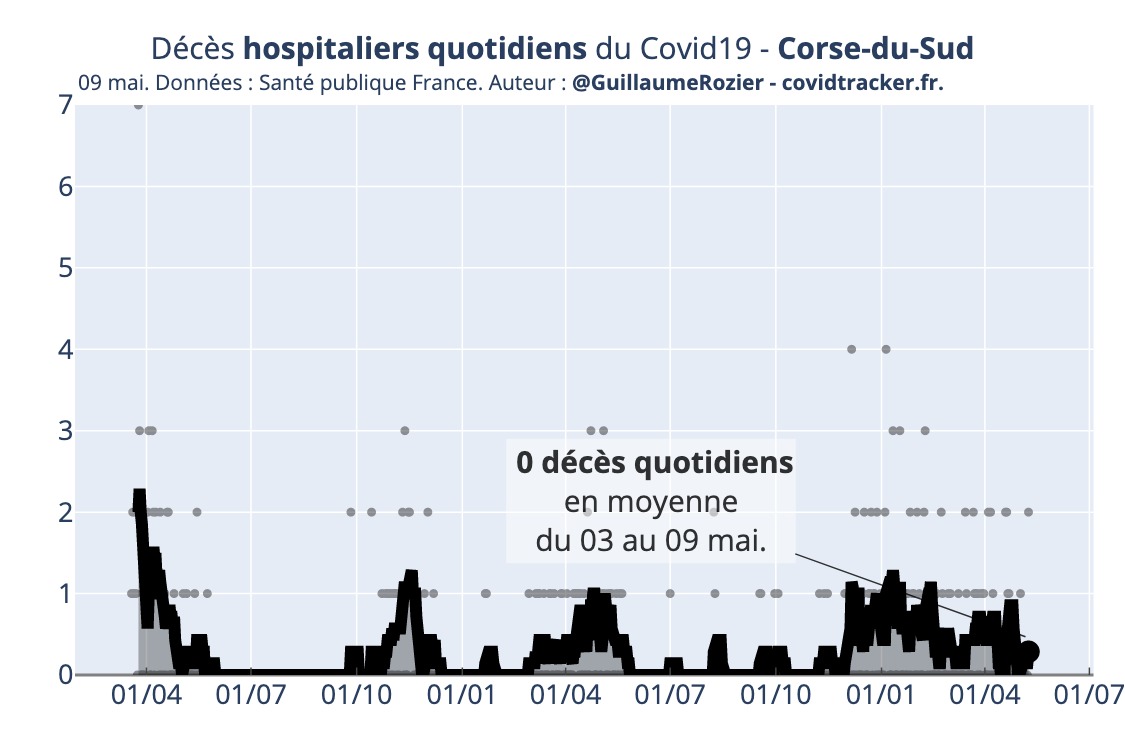 Décès hospitaliers quotidiens du Covid19 - Corse-du-Sud
09 mai. Données : Santé publique France. Auteur : @GuillaumeRozier - covidtracker.fr.
7
6
5
4
3
2
1
0
0 décès quotidiens
en moyenne
du 03 au 09 mai.
01/04 01/07 01/10 01/01 01/04 01/07 01/10 01/01 01/04 01/07